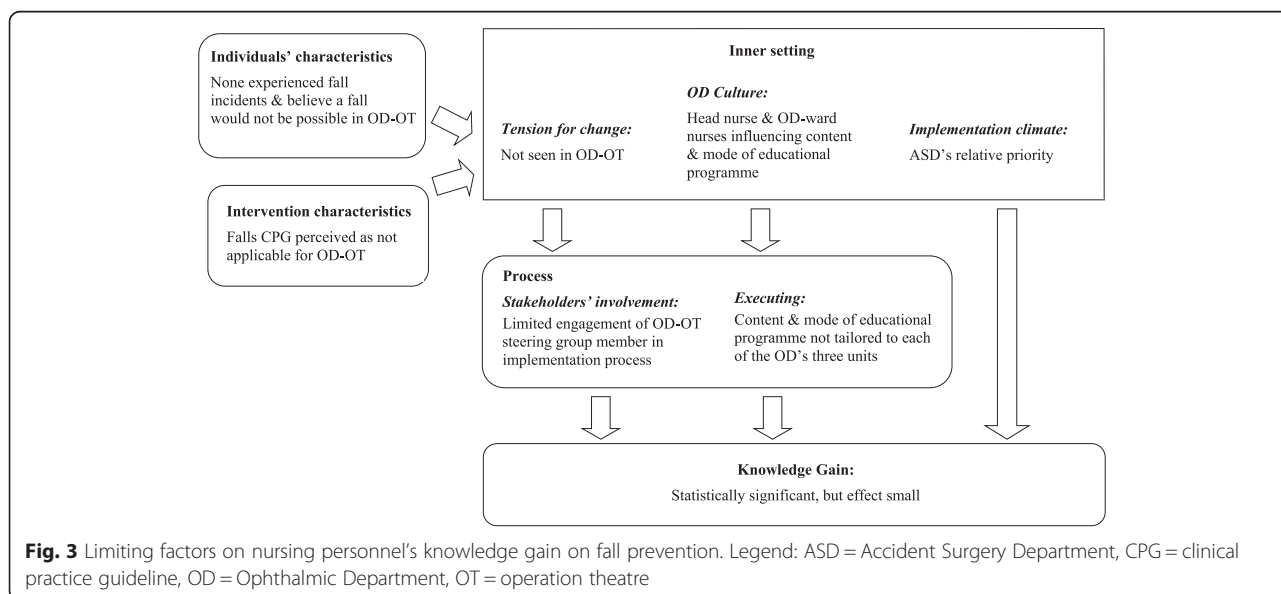 Individuals' characteristics
None experienced fall
incidents & believe a fall
would not be possible in OD-OT
Intervention characteristics
Falls CPG perceived as not
applicable for OD-OT
Inner setting
Tension for change:
Not seen in OD-OT
OD Culture:
Head nurse & OD-ward
nurses influencing content
& mode of educational
programme
Implementation climate:
ASD's relative priority
Process
Stakeholders' involvement:
Limited engagement of OD-OT
steering group member in
implementation process
Executing:
Content & mode of educational
programme not tailored to each
of the OD's three units
Knowledge Gain:
Statistically significant, but effect small
Fig. 3 Limiting factors on nursing personnel's knowledge gain on fall prevention. Legend: ASD = Accident Surgery Department, CPG = clinical
practice guideline, OD = Ophthalmic Department, OT = operation theatre